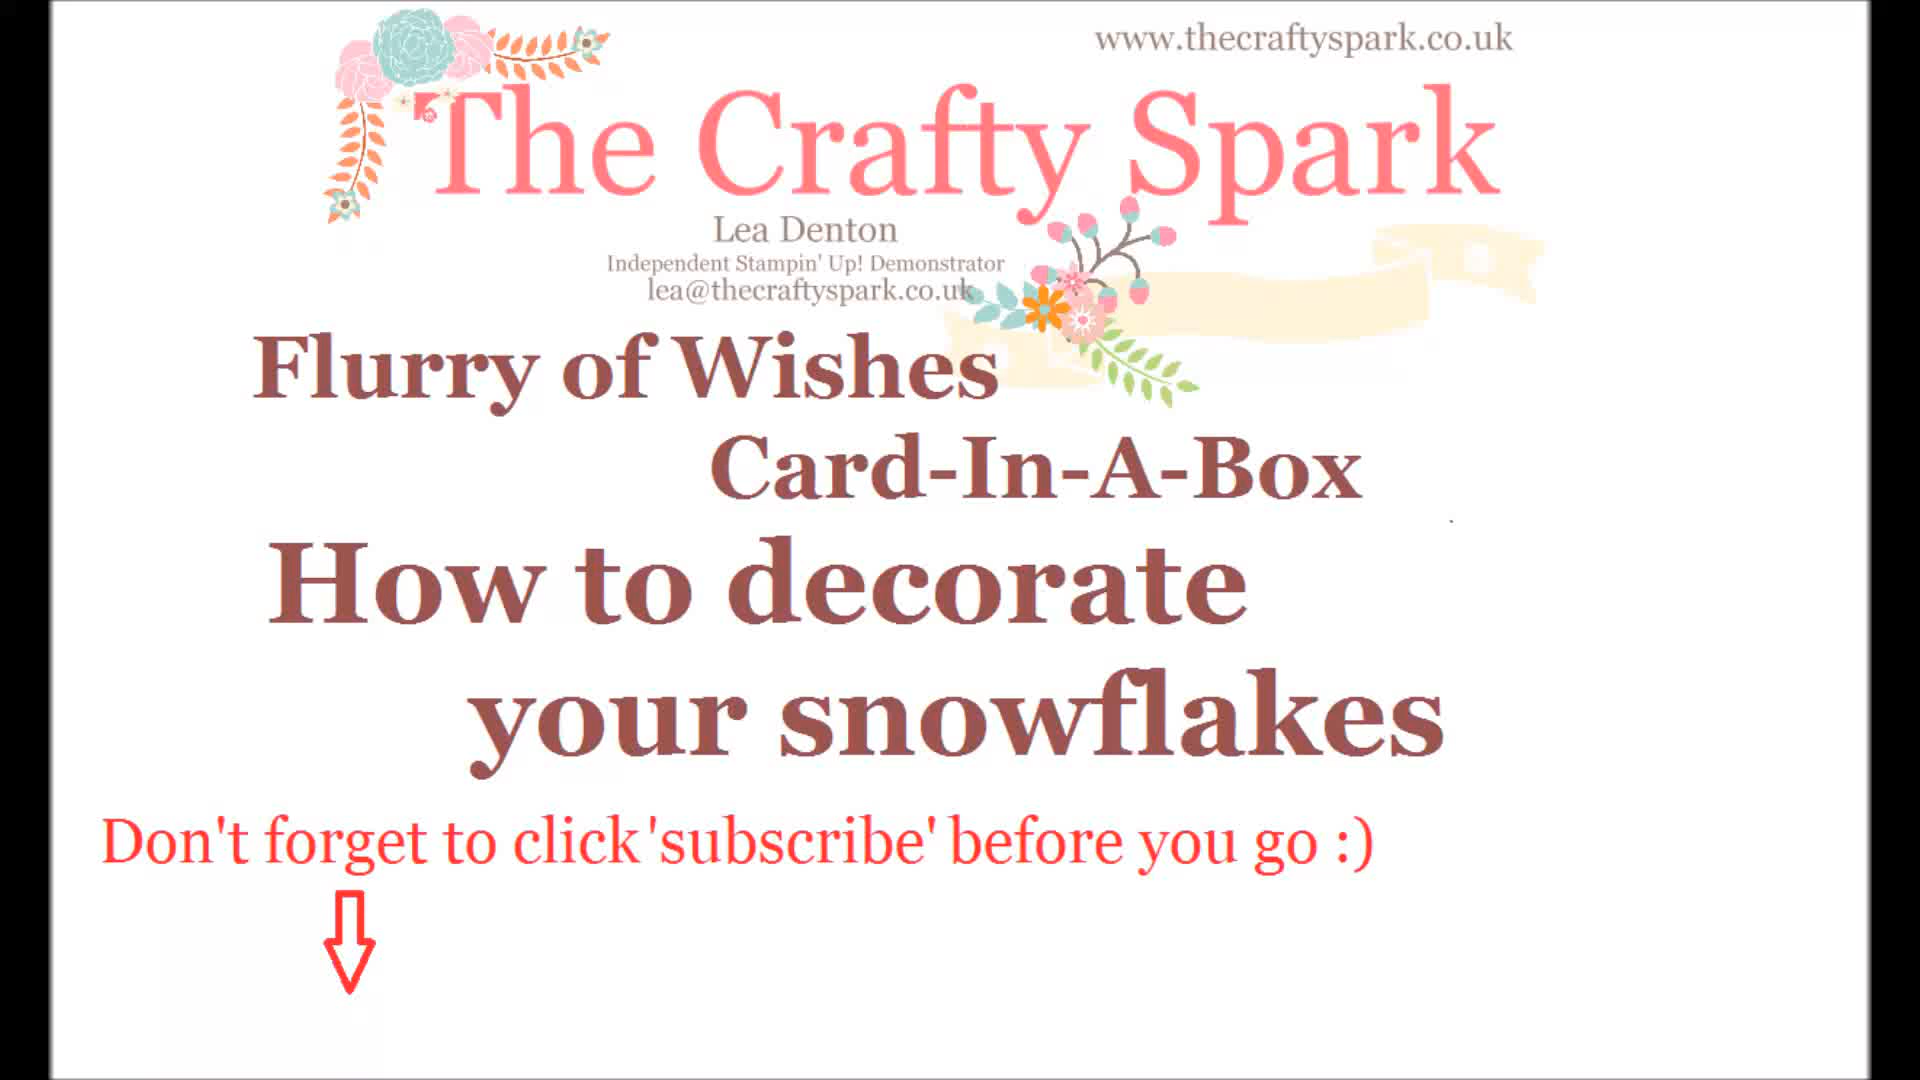 www.thecraftyspark.co.uk
The Crafty Spark
Lea Denton
Independent Stampin' Up! Demonstrator
lea@thecraftyspark.co.uk
Flurry of Wishes
Card-In-A-Box
How to decorate
your snowflakes
Don't forget to click 'subscribe' before you go :)